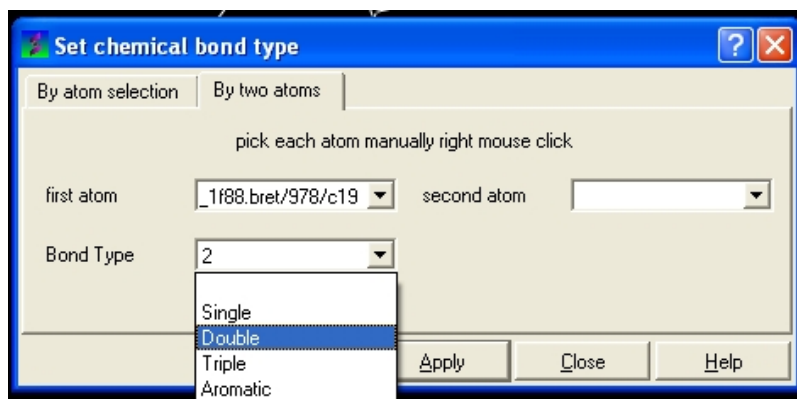 Set chemical bond type
By atom selection By two atoms
pick each atom manually right mouse click
first atom _1f88.bret/978/c19 second atom
Bond Type 2
Single
Double
Triple
Aromatic
Apply Close Help